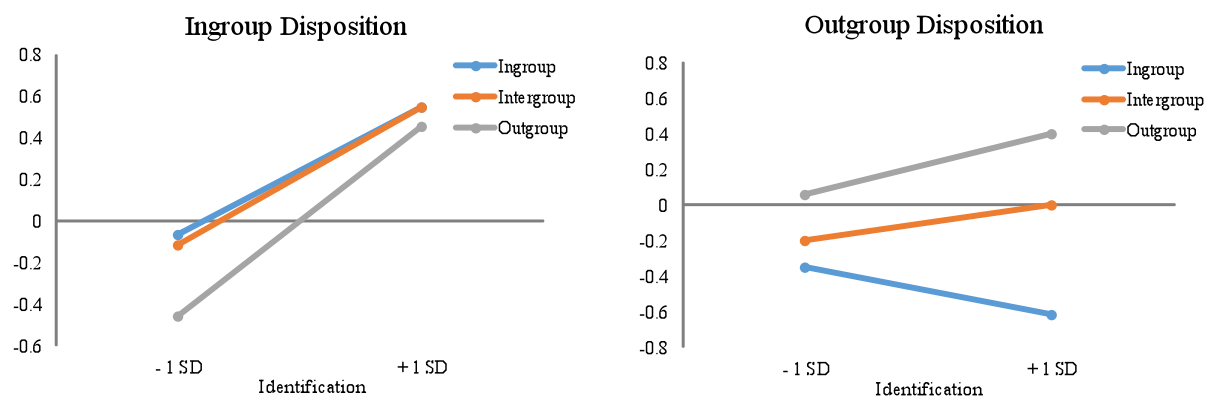 Ingroup Disposition
0.8
0.6
0.4
0.2
0
-0.2
-0.4
-0.6
Ingroup
Intergroup
Outgroup
- 1 SD
+ 1 SD
Identification
Outgroup Disposition
0.8
0.6
0.4
0.2
0
-0.2
-0.4
-0.6
-0.8
Ingroup
Intergroup
Outgroup
- 1 SD
+ 1 SD
Identification